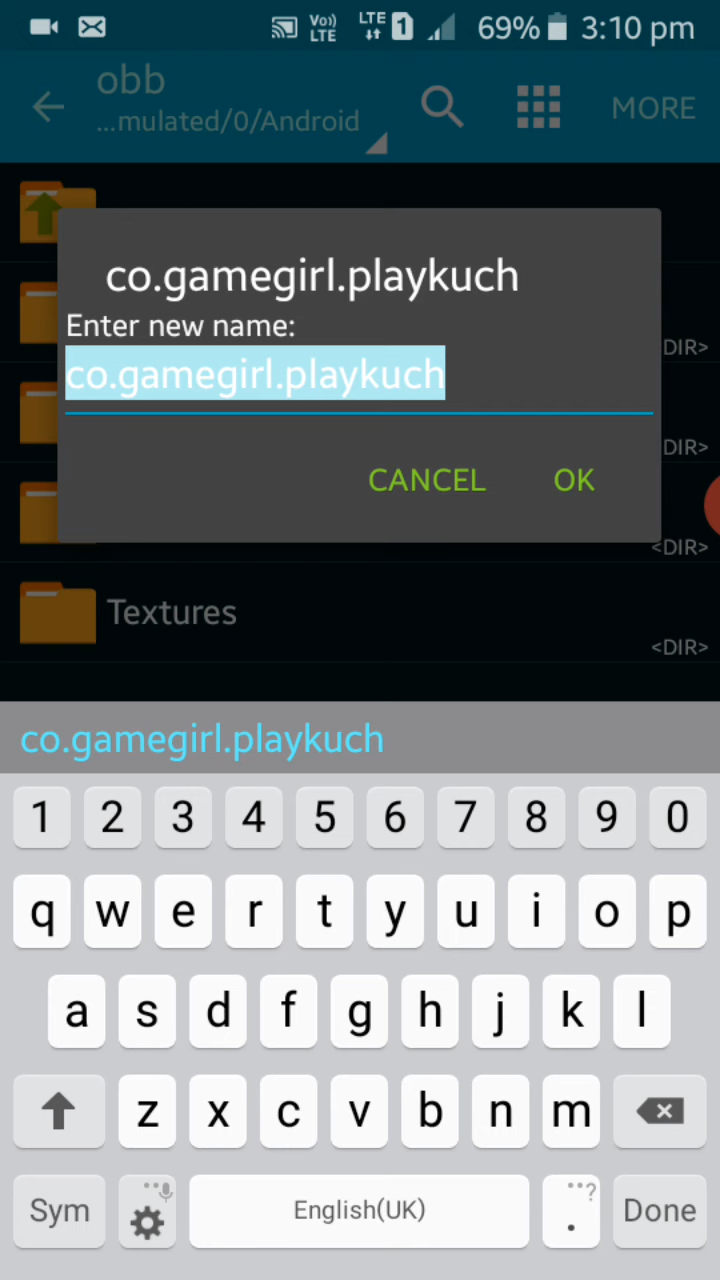 Vo)) LTE LTE 1 69% 3:10 pm
obb
...mulated/0/Android
MORE
co.gamegirl.playkuch
Enter new name:
co.gamegirl.playkuch
DIR>
DIR>
CANCEL OK
<DIR>
Textures
<DIR>
co.gamegirl.playkuch
1 2 3 4 5 6 7 8 9 0
q w e r t y u i o p
a s d f g h j k l
z x c v b n m
Sym English(UK) . ? Done